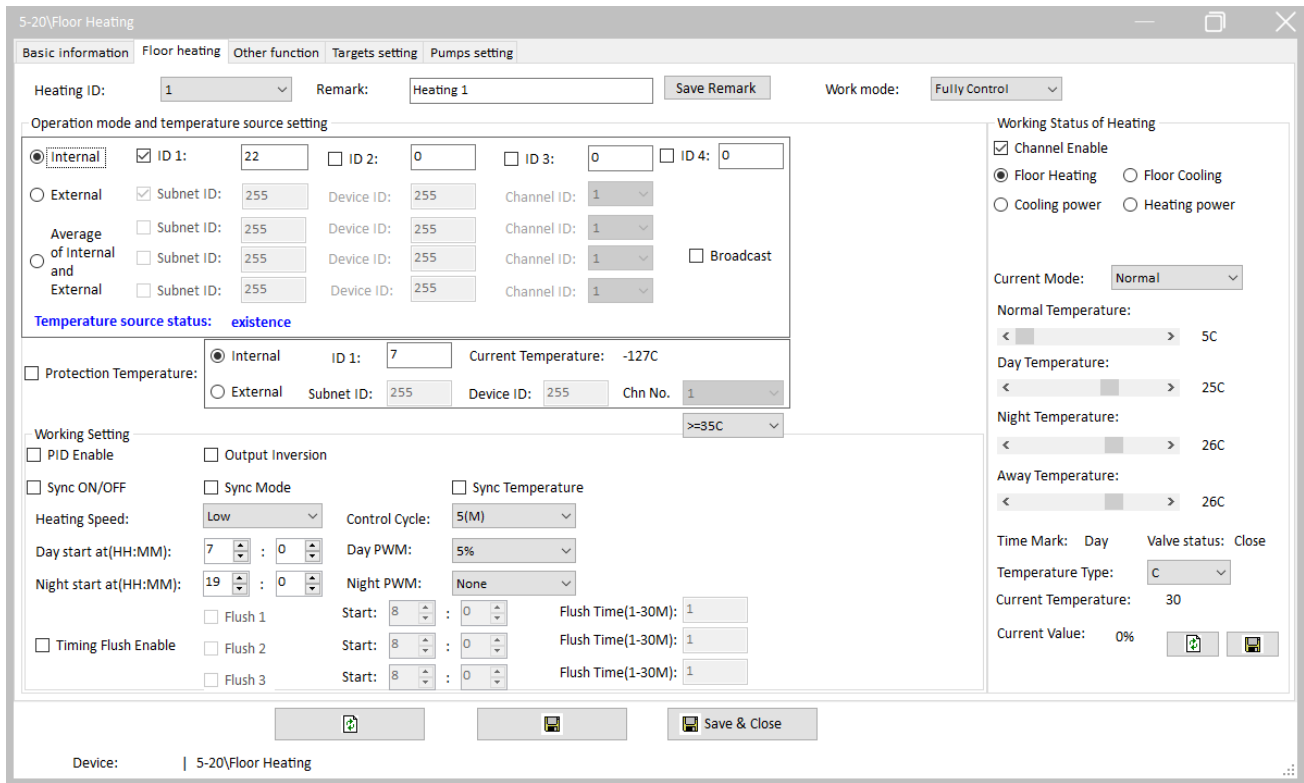 5-20\Floor Heating
Basic information Floor heating Other function Targets setting Pumps setting
Heating ID: 1 Remark: Heating 1 Save Remark Work mode: Fully Control
Operation mode and temperature source setting
Internal ID 1: 22 ID 2: 0 ID 3: 0 ID 4: 0
External Subnet ID: 255 Device ID: 255 Channel ID: 1
Average of Internal and External
Subnet ID: 255 Device ID: 255 Channel ID: 1
Subnet ID: 255 Device ID: 255 Channel ID: 1
Broadcast
Subnet ID: 255 Device ID: 255 Channel ID: 1
Temperature source status: existence
Protection Temperature:
Internal ID 1: 7 Current Temperature: -127C
External Subnet ID: 255 Device ID: 255 Chn No. 1
>=35C
Working Setting
PID Enable Output Inversion
Sync ON/OFF Sync Mode Sync Temperature
Heating Speed: Low Control Cycle: 5(M)
Day start at(HH:MM): 7 : 0 Day PWM: 5%
Night start at(HH:MM): 19 : 0 Night PWM: None
Timing Flush Enable
Flush 1 Start: 8 : 0 Flush Time(1-30M): 1
Flush 2 Start: 8 : 0 Flush Time(1-30M): 1
Flush 3 Start: 8 : 0 Flush Time(1-30M): 1
Working Status of Heating
Channel Enable
Floor Heating Floor Cooling
Cooling power Heating power
Current Mode: Normal
Normal Temperature:
5C
Day Temperature:
25C
Night Temperature:
26C
Away Temperature:
26C
Time Mark: Day Valve status: Close
Temperature Type: C
Current Temperature: 30
Current Value: 0%
Save & Close
Device: | 5-20\Floor Heating